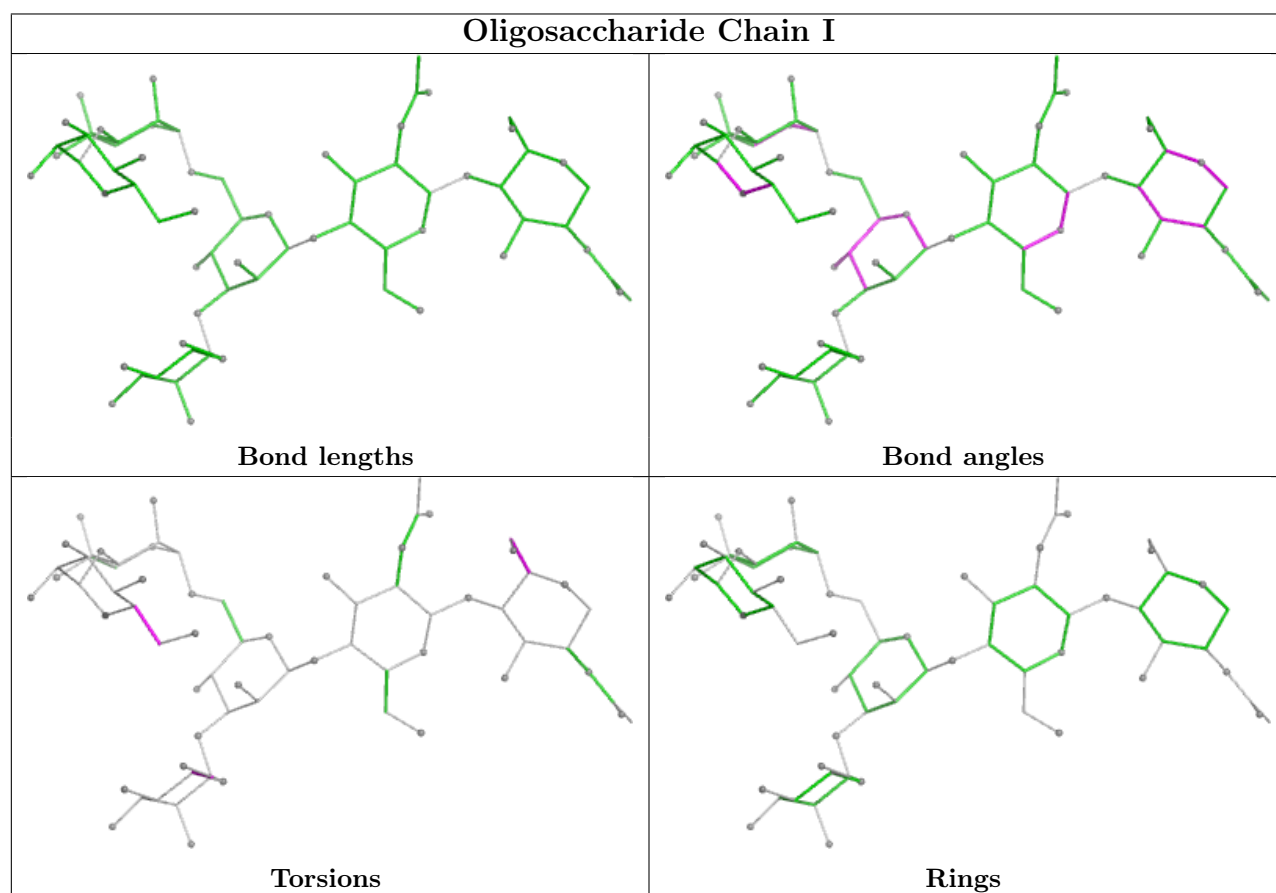 Oligosaccharide Chain I
Bond lengths
Bond angles
Torsions
Rings